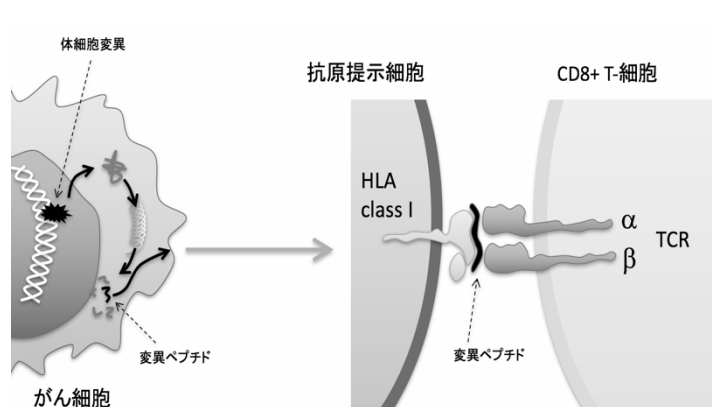 体細胞変異
抗原提示細胞
CD8+ T-細胞
HLA
class I
α
β
TCR
変異ペプチド
変異ペプチド
がん細胞